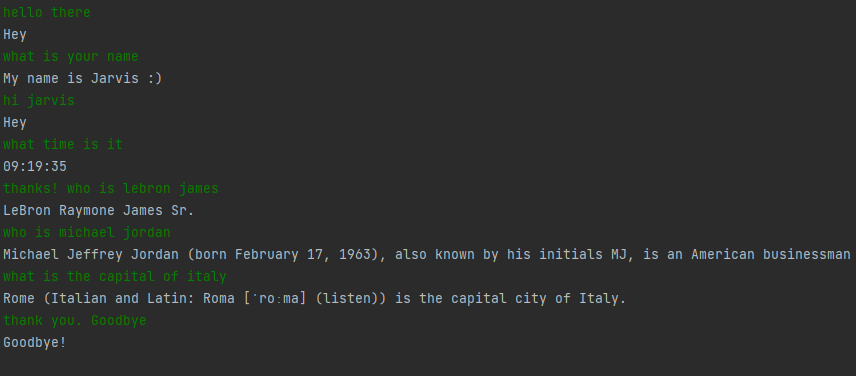 hello there
Hey
what is your name
My name is Jarvis :)
hi jarvis
Hey
what time is it
09:19:35
thanks! who is lebron james
LeBron Raymone James Sr.
who is michael jordan
Michael Jeffrey Jordan (born February 17, 1963), also known by his initials MJ, is an American businessman
what is the capital of italy
Rome (Italian and Latin: Roma [ˈroːma] (listen)) is the capital city of Italy.
thank you. Goodbye
Goodbye!